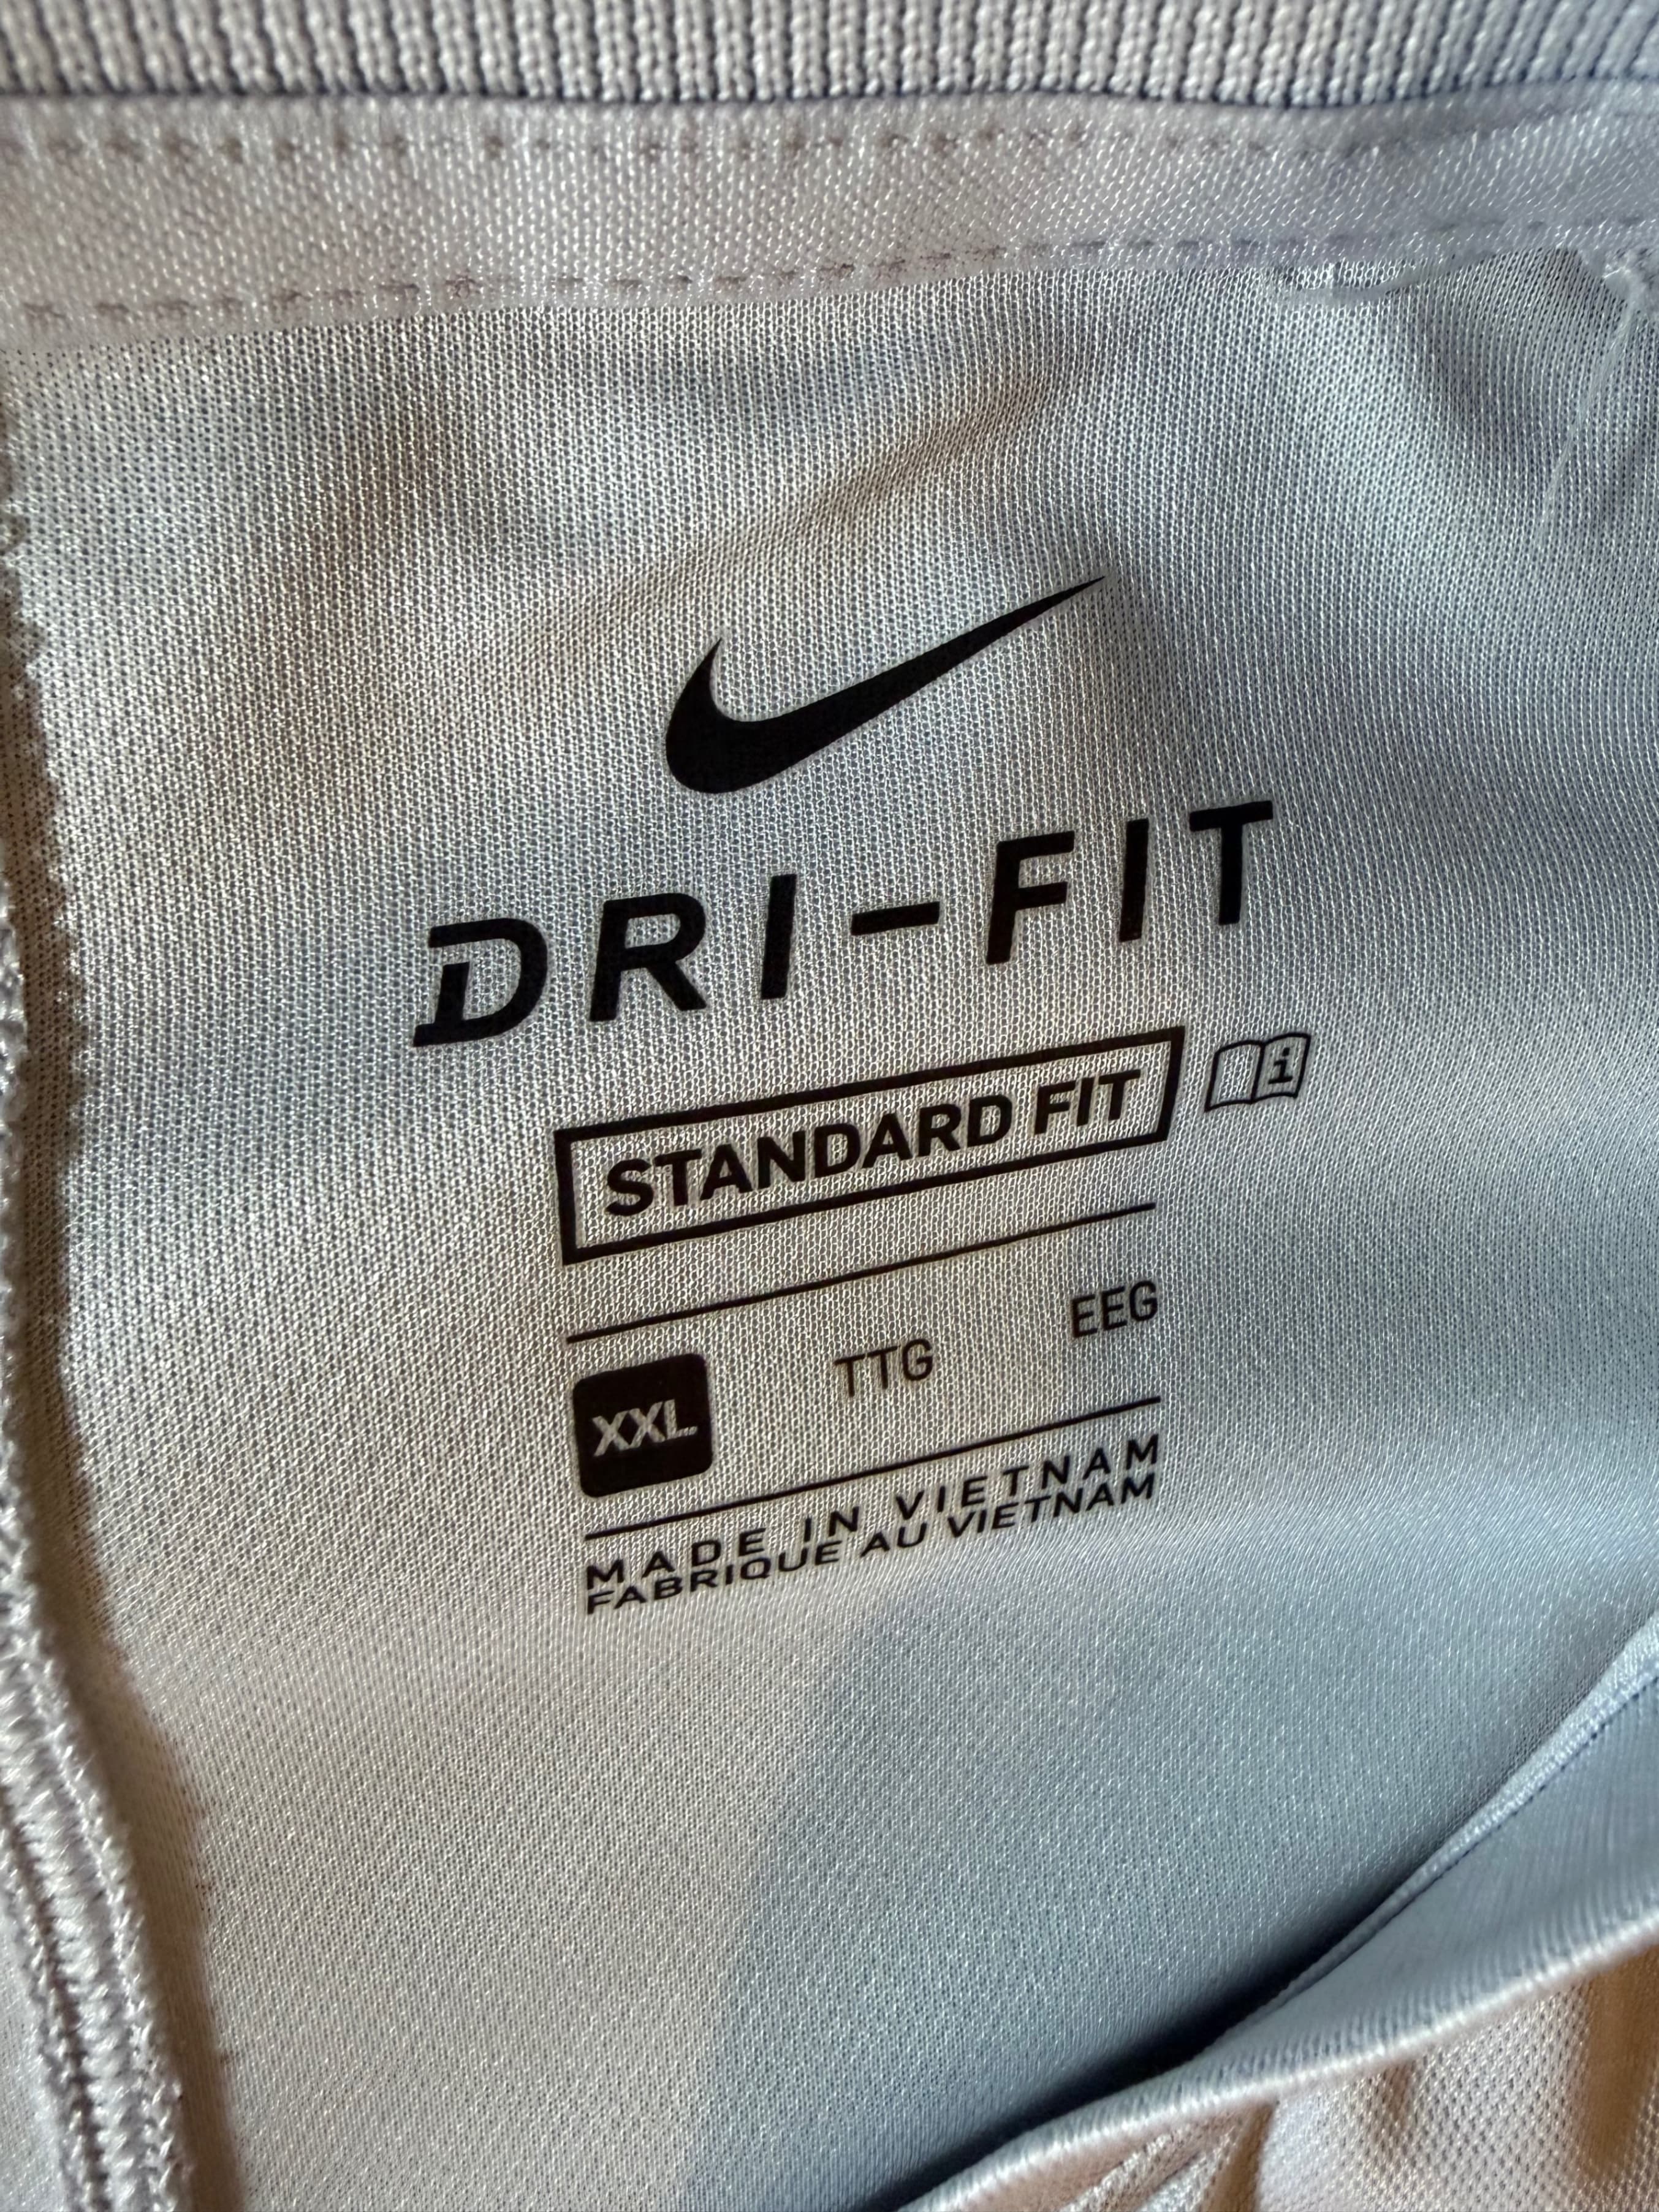 DRI-FIT
STANDARD FIT i
XXL TTG EEG
MADE IN VIETNAM
FABRIQUE AU VIETNAM